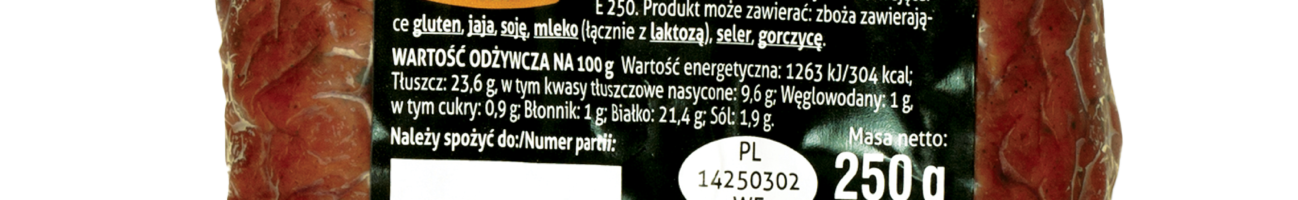 E 250. Produkt może zawierać: zboża zawierają-
ce gluten, jaja, soję, mleko (łącznie z laktozą), seler, gorczycę.
WARTOŚĆ ODŻYWCZA NA 100 g Wartość energetyczna: 1263 kJ/304 kcal;
Tłuszcz: 23,6 g, w tym kwasy tłuszczowe nasycone: 9,6 g; Węglowodany: 1 g,
w tym cukry: 0,9 g; Błonnik: 1 g; Białko: 21,4 g; Sól: 1,9 g.
Należy spożyć do:/Numer partii:
PL
14250302
Masa netto:
250 g